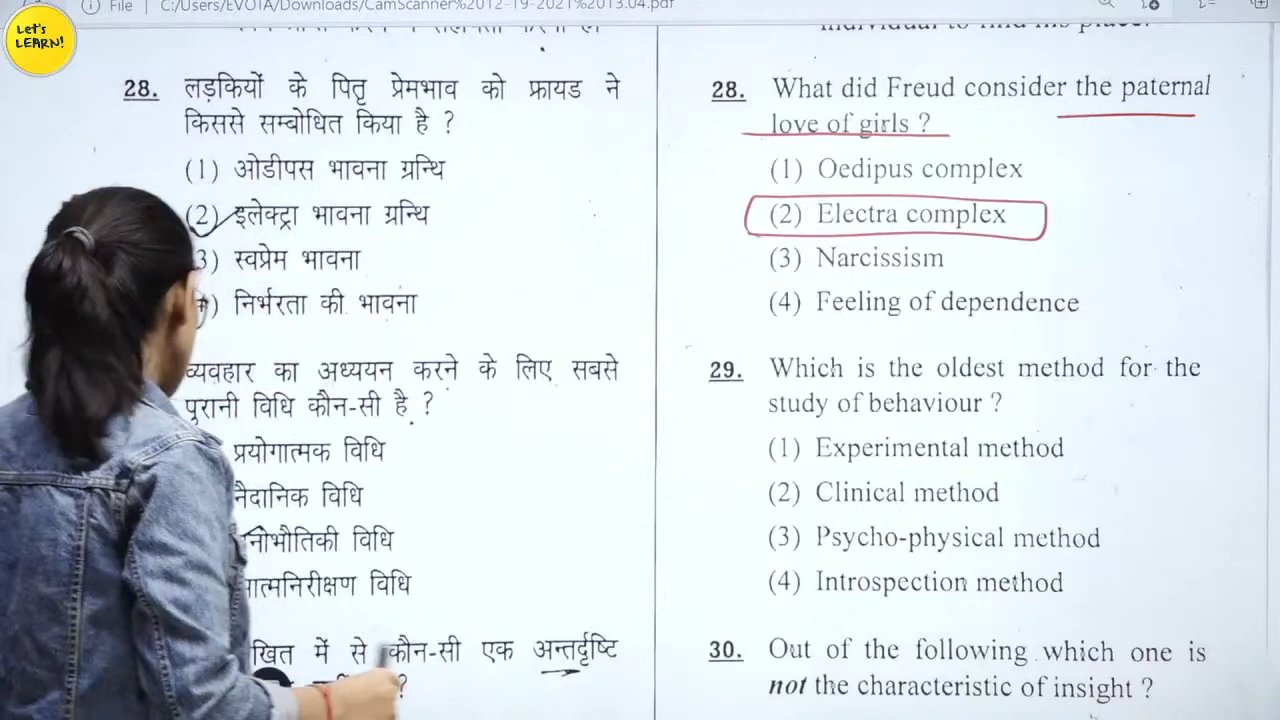 File
C:/Users/EVOTA/Downloads/CamScanner%2012-19-2021%2013.04.pdf
Let's
LEARN!
28. लड़कियों के पितृ प्रेमभाव को फ्रायड ने
किससे सम्बोधित किया है ?
(1) ओडीपस भावना ग्रन्थि
(2) इलेक्ट्रा भावना ग्रन्थि
3) स्वप्रेम भावना
) निर्भरता की भावना
व्यवहार का अध्ययन करने के लिए सबसे
पुरानी विधि कौन-सी है ?
प्रयोगात्मक विधि
नैदानिक विधि
विधि
विधि
में से कौन-सी एक अन्तर्दृष्टि
?
individual to find his place.
28. What did Freud consider the paternal
love of girls ?
(1) Oedipus complex
(2) Electra complex
(3) Narcissism
(4) Feeling of dependence
29. Which is the oldest method for the
study of behaviour ?
(1) Experimental method
(2) Clinical method
(3) Psycho-physical method
(4) Introspection method
30. Out of the following which one is
not the characteristic of insight ?